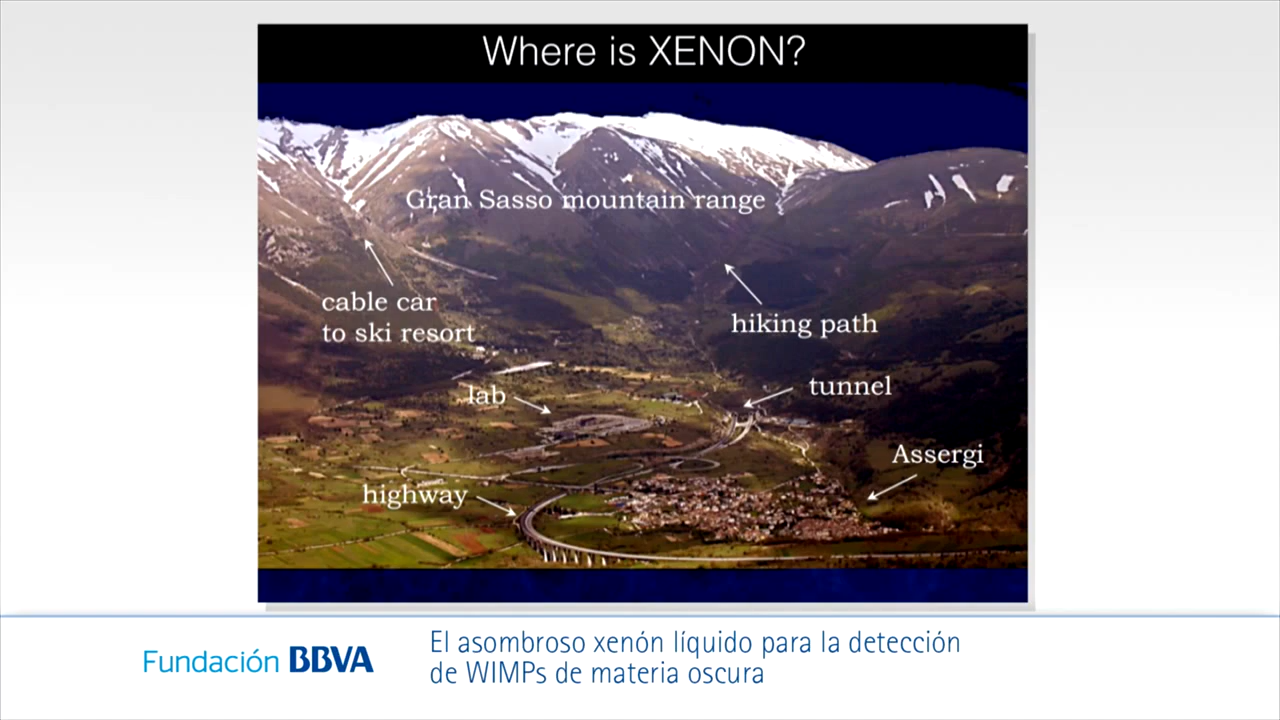 Where is XENON?
Gran Sasso mountain range
cable car
to ski resort
hiking path
lab
tunnel
Assergi
highway
Fundación BBVA
El asombroso xenón líquido para la detección
de WIMPs de materia oscura